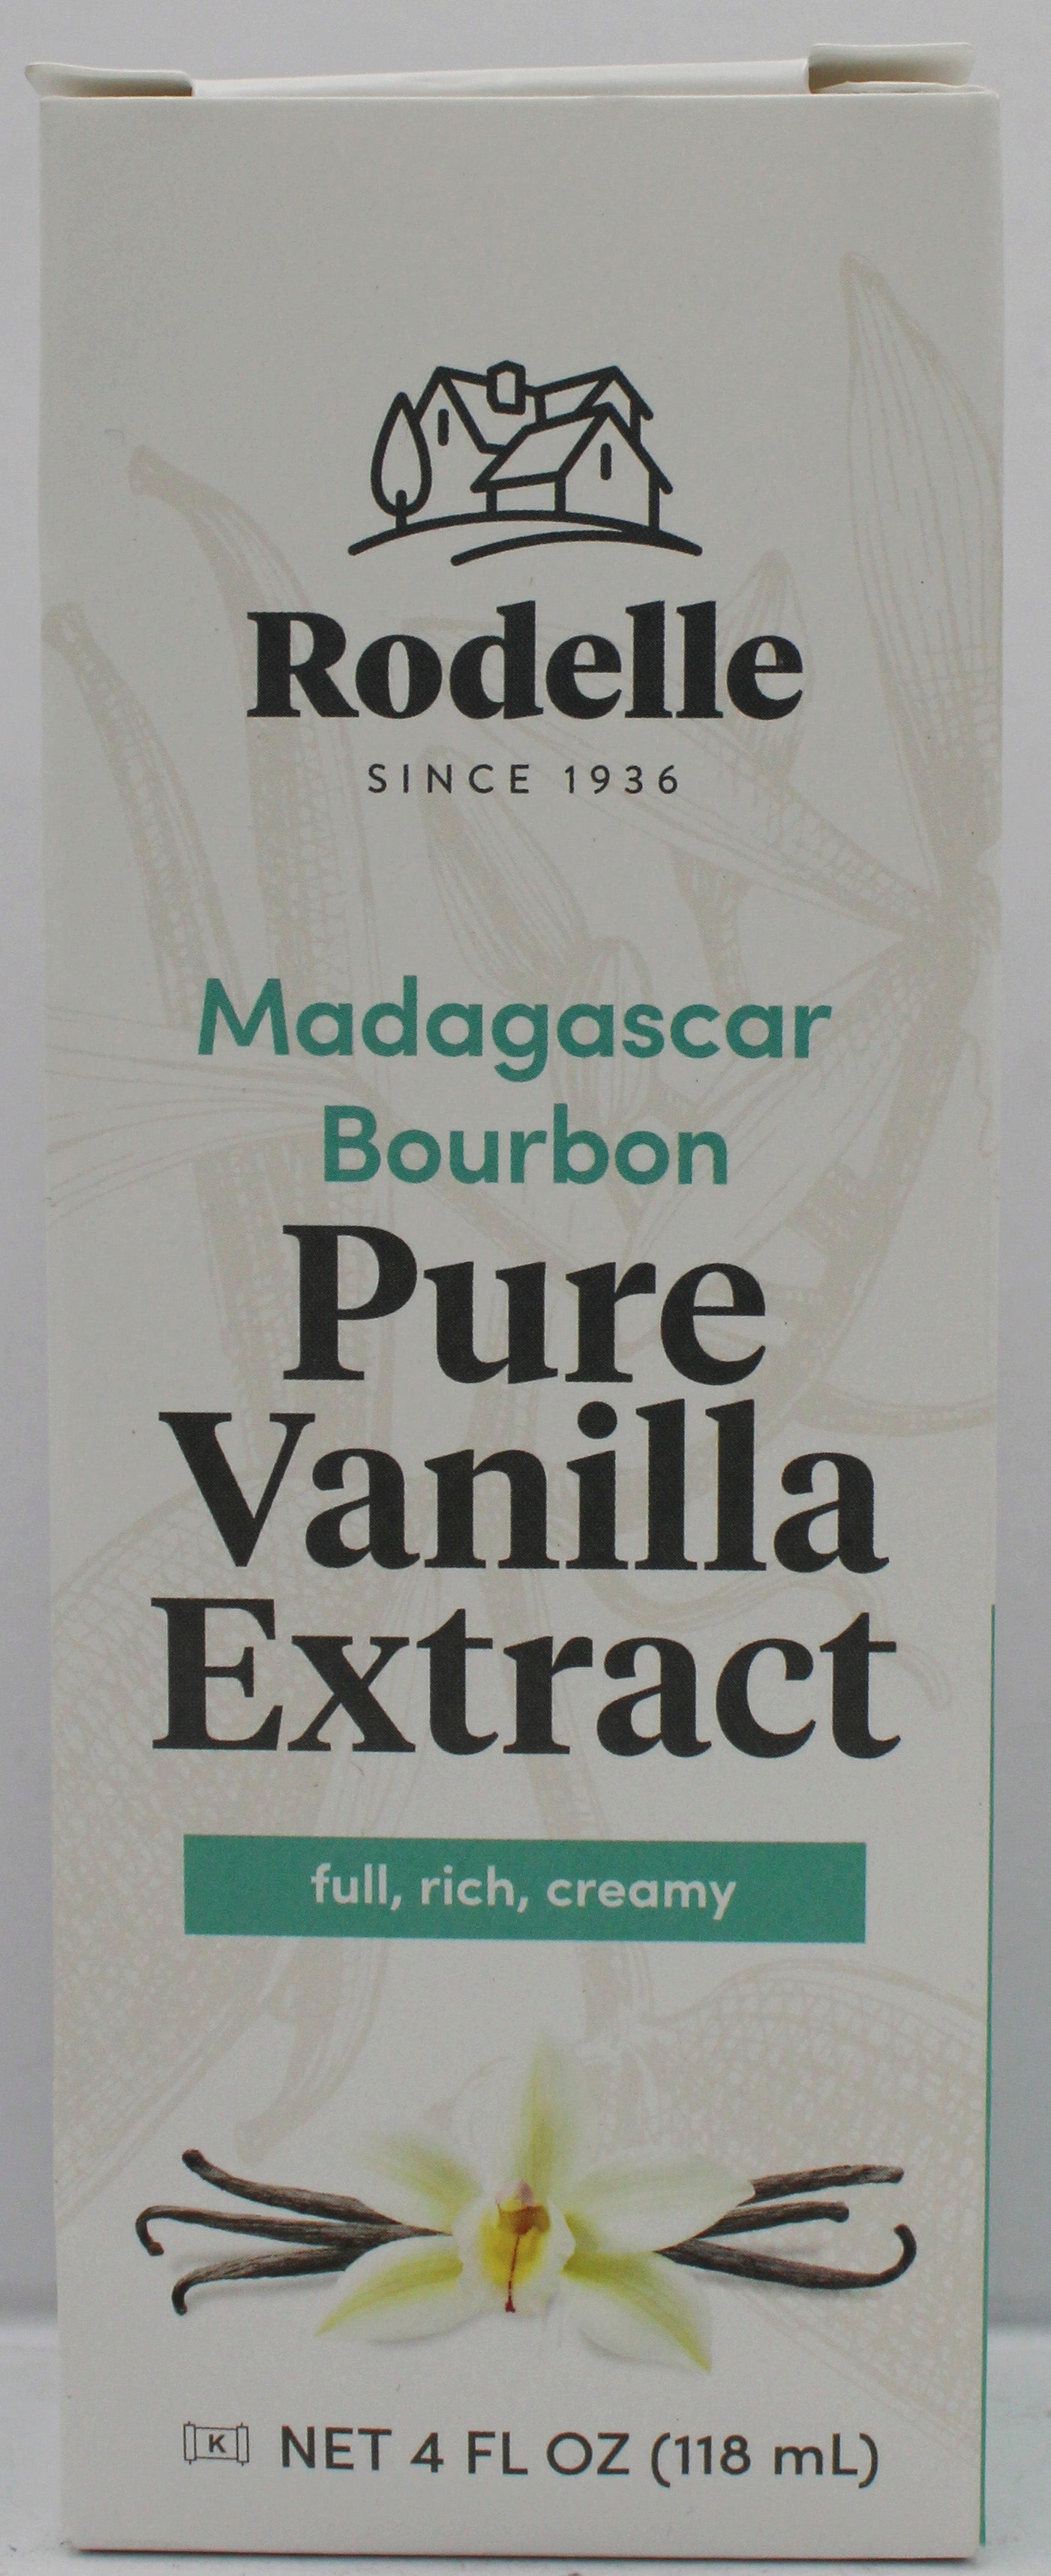 Rodelle
SINCE 1936
Madagascar
Bourbon
Pure
Vanilla
Extract
full, rich, creamy
K NET 4 FL OZ (118 mL)